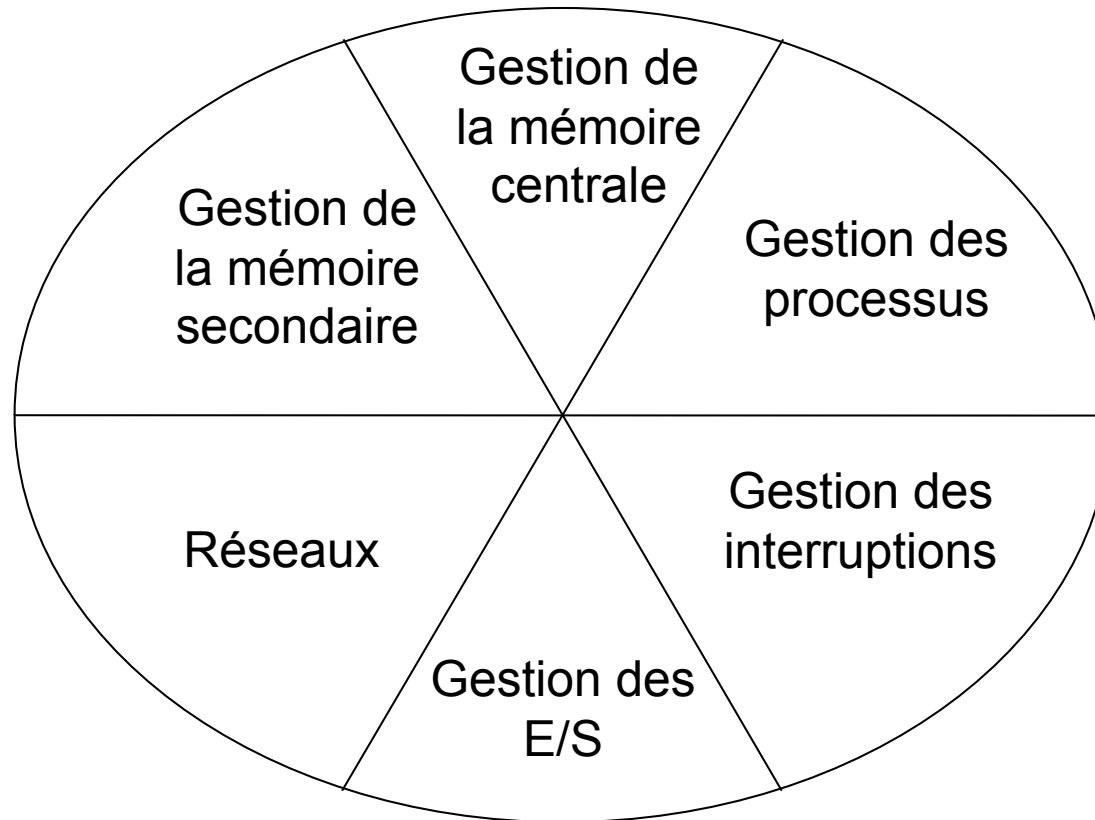 Gestion de
la mémoire
centrale
Gestion des
processus
Gestion des
interruptions
Gestion des
E/S
Réseaux
Gestion de
la mémoire
secondaire